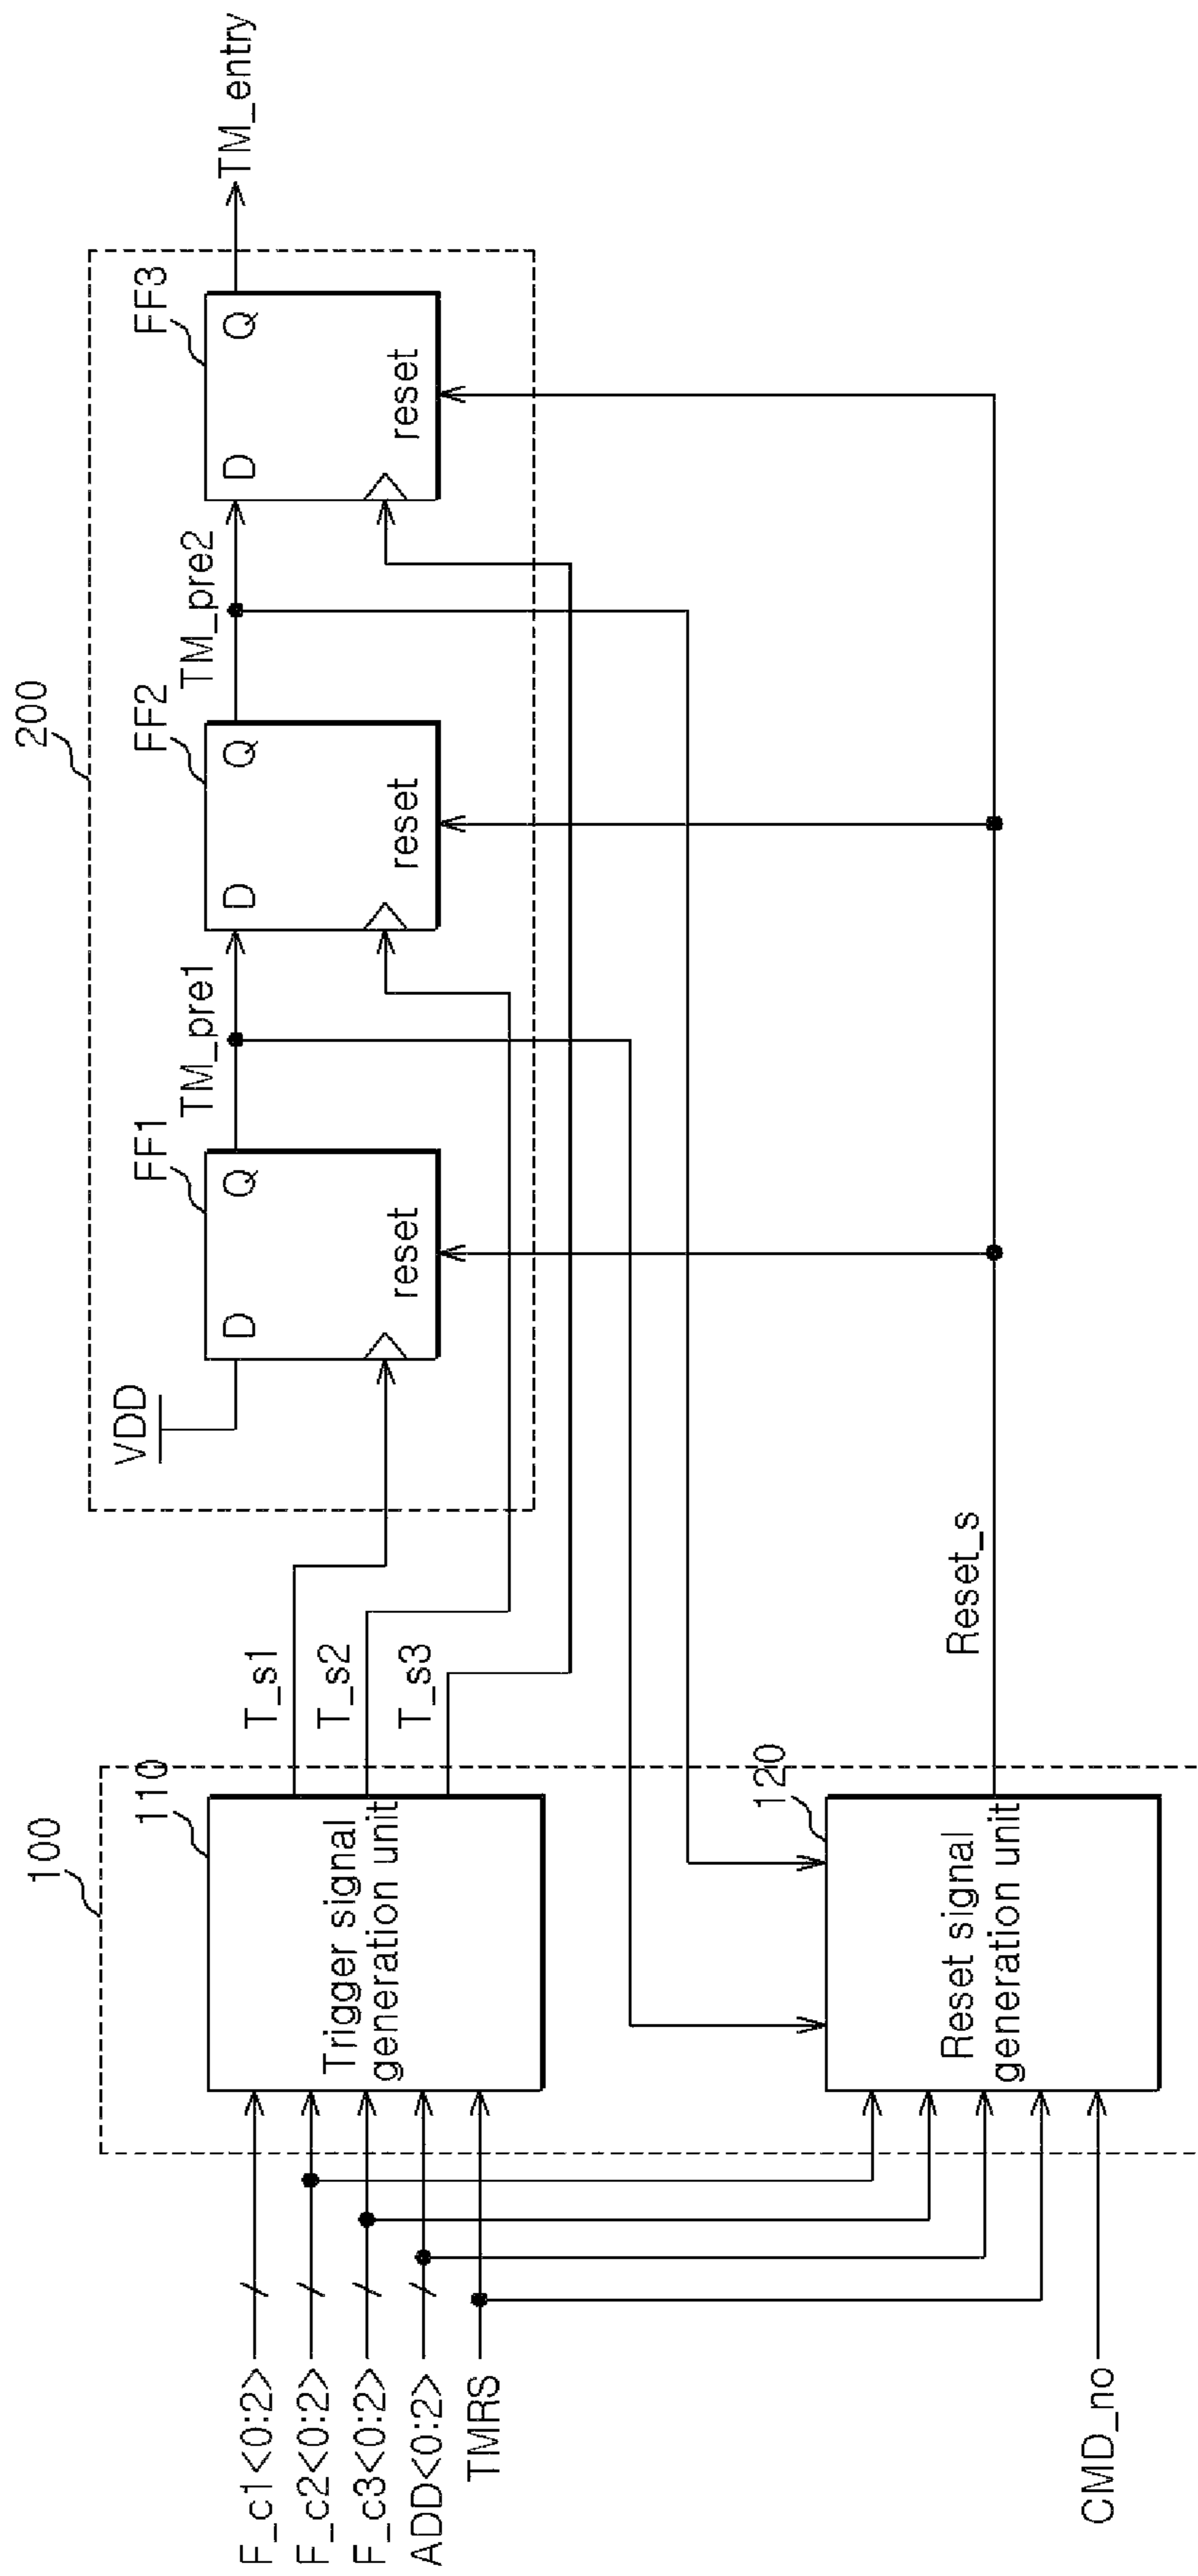 200
FF1
FF2
FF3
VDD
D
Q
reset
TM_pre1
D
Q
reset
TM_pre2
D
Q
reset
TM_entry
100
110
Trigger signal
generation unit
T_s1
T_s2
T_s3
F_c1<0:2>
F_c2<0:2>
F_c3<0:2>
ADD<0:2>
TMRS
120
Reset signal
generation unit
Reset_s
CMD_no